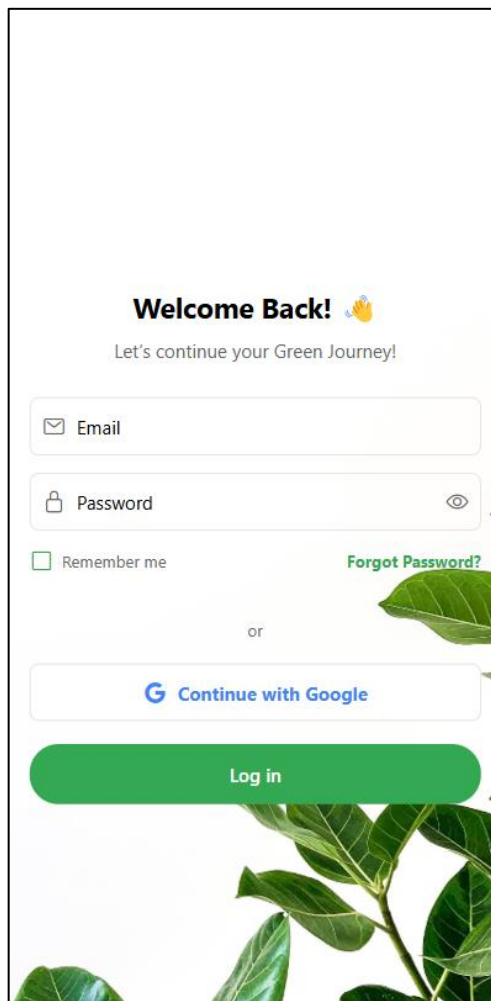 Welcome Back! 👋
Let's continue your Green Journey!
Email
Password
Remember me Forgot Password?
or
G Continue with Google
Log in